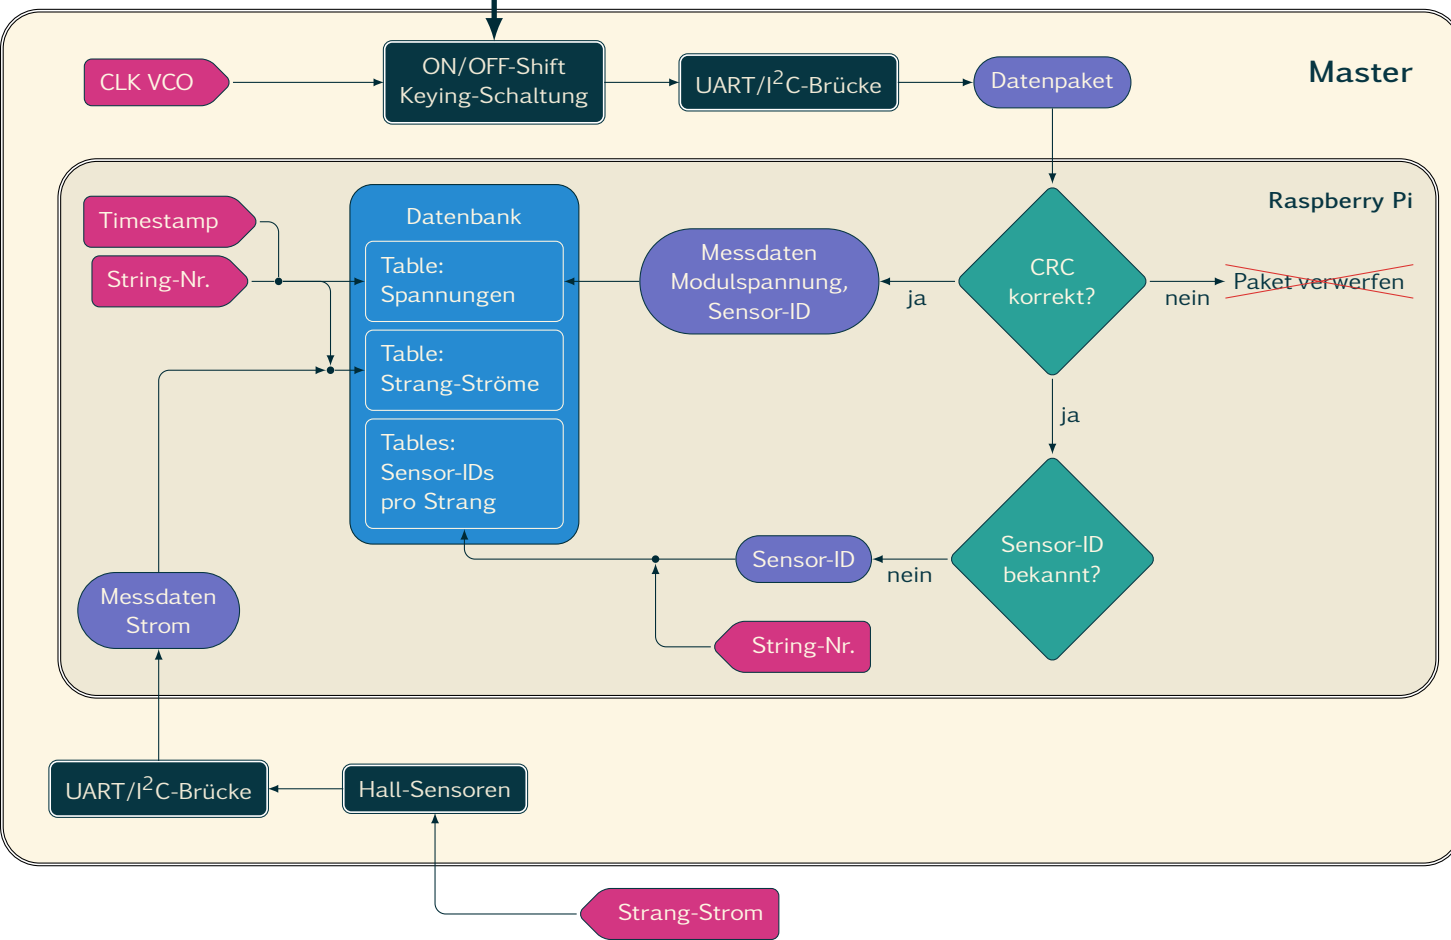 Master
CLK VCO
ON/OFF-Shift
Keying-Schaltung
UART/I²C-Brücke
Datenpaket
Raspberry Pi
Timestamp
String-Nr.
Datenbank
Table:
Spannungen
Table:
Strang-Ströme
Tables:
Sensor-IDs
pro Strang
Messdaten
Modulspannung,
Sensor-ID
ja
CRC
korrekt?
nein
Paket verwerfen
ja
Sensor-ID
bekannt?
nein
Sensor-ID
String-Nr.
Messdaten
Strom
UART/I²C-Brücke
Hall-Sensoren
Strang-Strom